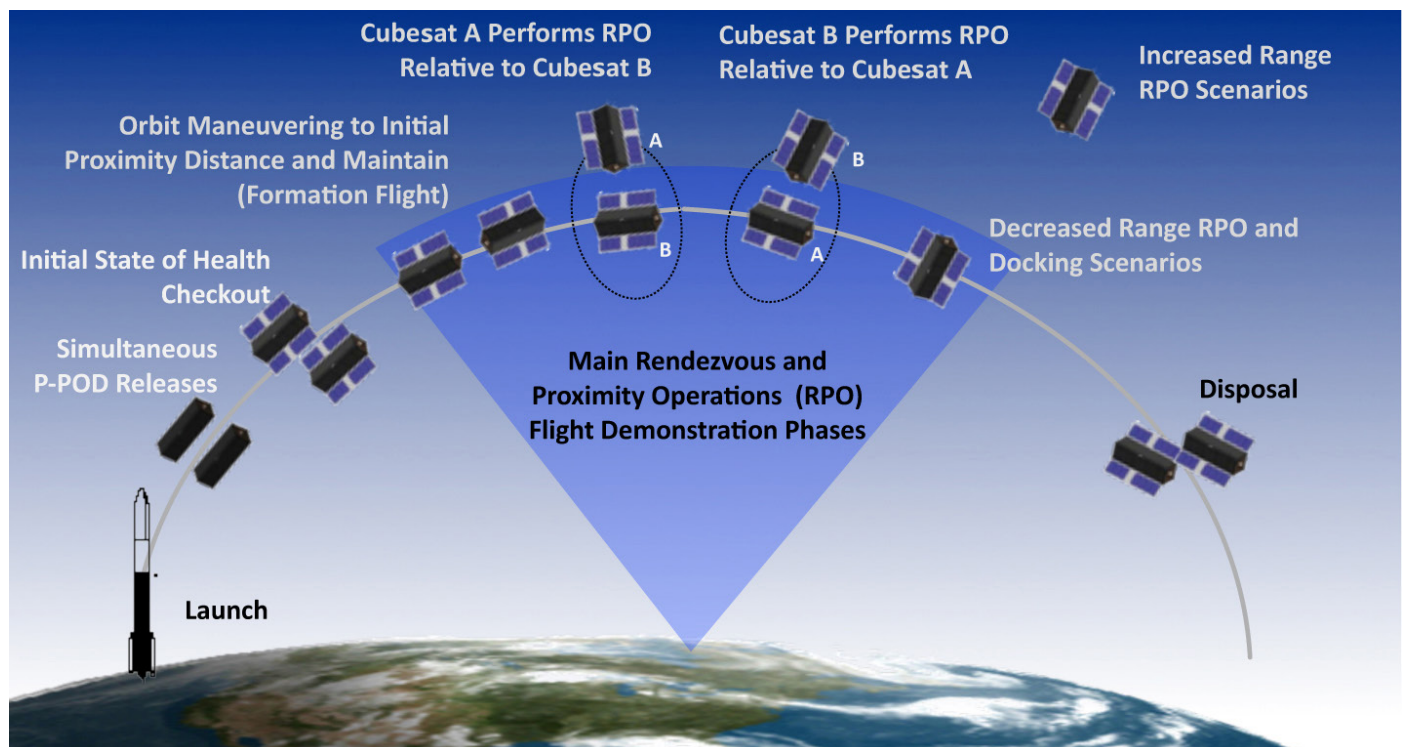 Cubesat A Performs RPO
Relative to Cubesat B
Cubesat B Performs RPO
Relative to Cubesat A
Increased Range
RPO Scenarios
Orbit Maneuvering to Initial
Proximity Distance and Maintain
(Formation Flight)
A
B
B
A
Decreased Range RPO and
Docking Scenarios
Initial State of Health
Checkout
Simultaneous
P-POD Releases
Main Rendezvous and
Proximity Operations (RPO)
Flight Demonstration Phases
Disposal
Launch